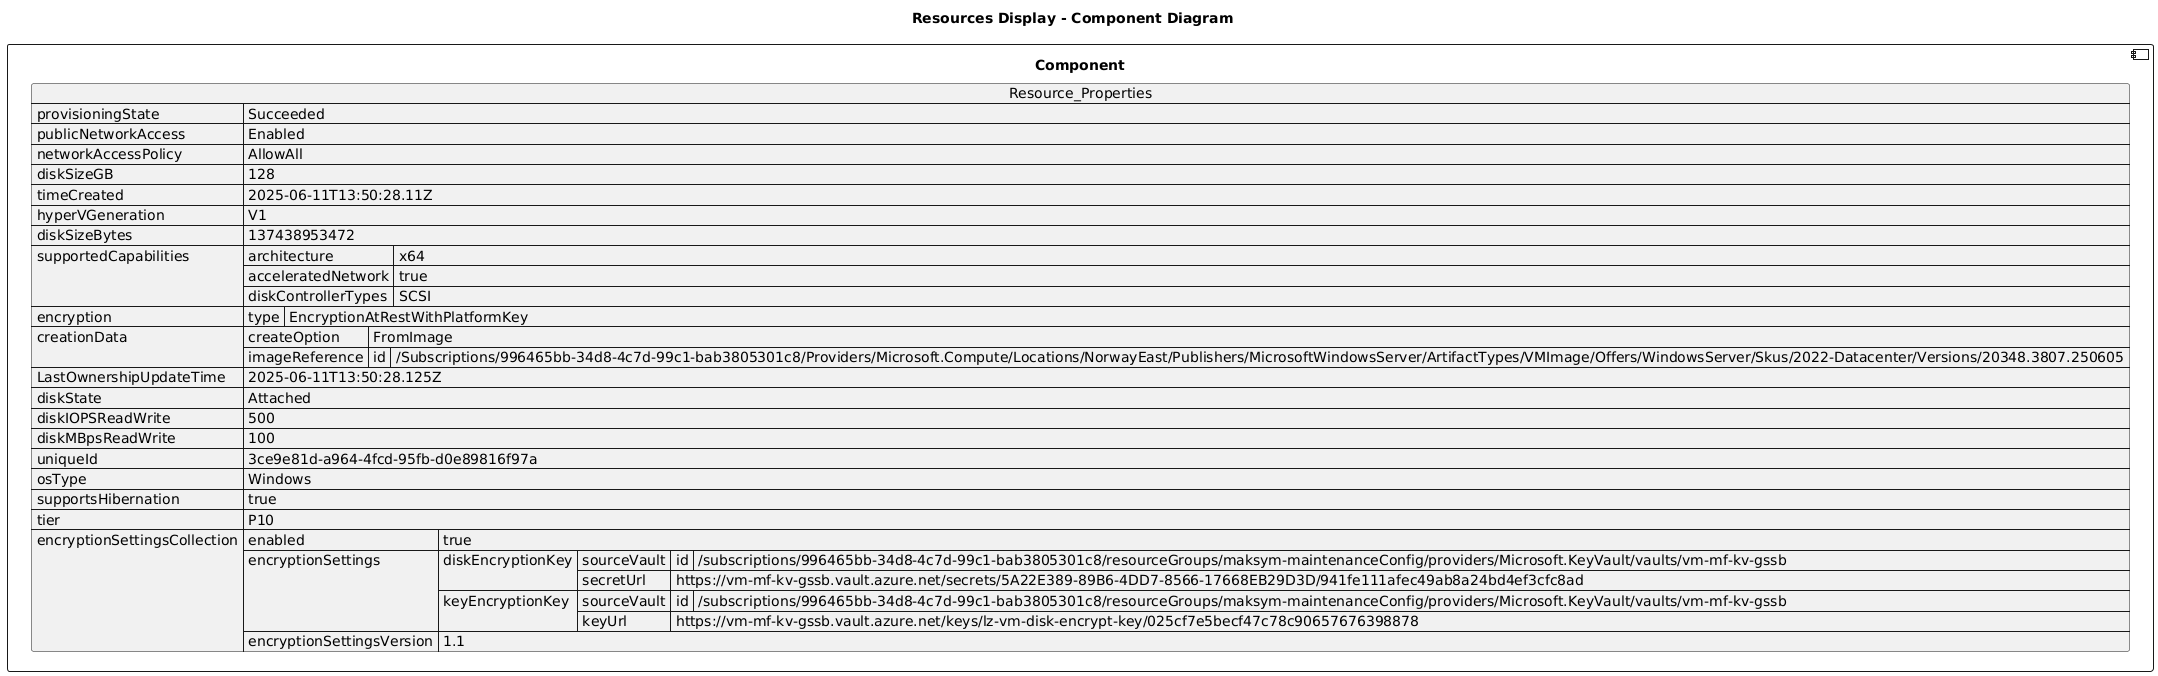 Resources Display - Component Diagram
Component
Resource_Properties
provisioningState Succeeded
publicNetworkAccess Enabled
networkAccessPolicy AllowAll
diskSizeGB 128
timeCreated 2025-06-11T13:50:28.11Z
hyperVGeneration V1
diskSizeBytes 137438953472
supportedCapabilities architecture x64
acceleratedNetwork true
diskControllerTypes SCSI
encryption type EncryptionAtRestWithPlatformKey
creationData createOption FromImage
imageReference id /Subscriptions/996465bb-34d8-4c7d-99c1-bab3805301c8/Providers/Microsoft.Compute/Locations/NorwayEast/Publishers/MicrosoftWindowsServer/ArtifactTypes/VMImage/Offers/WindowsServer/Skus/2022-Datacenter/Versions/20348.3807.250605
LastOwnershipUpdateTime 2025-06-11T13:50:28.125Z
diskState Attached
diskIOPSReadWrite 500
diskMBpsReadWrite 100
uniqueId 3ce9e81d-a964-4fcd-95fb-d0e89816f97a
osType Windows
supportsHibernation true
tier P10
encryptionSettingsCollection enabled true
encryptionSettings diskEncryptionKey sourceVault id /subscriptions/996465bb-34d8-4c7d-99c1-bab3805301c8/resourceGroups/maksym-maintenanceConfig/providers/Microsoft.KeyVault/vaults/vm-mf-kv-gssb
secretUrl https://vm-mf-kv-gssb.vault.azure.net/secrets/5A22E389-89B6-4DD7-8566-17668EB29D3D/941fe111afec49ab8a24bd4ef3cfc8ad
keyEncryptionKey sourceVault id /subscriptions/996465bb-34d8-4c7d-99c1-bab3805301c8/resourceGroups/maksym-maintenanceConfig/providers/Microsoft.KeyVault/vaults/vm-mf-kv-gssb
keyUrl https://vm-mf-kv-gssb.vault.azure.net/keys/lz-vm-disk-encrypt-key/025cf7e5becf47c78c90657676398878
encryptionSettingsVersion 1.1